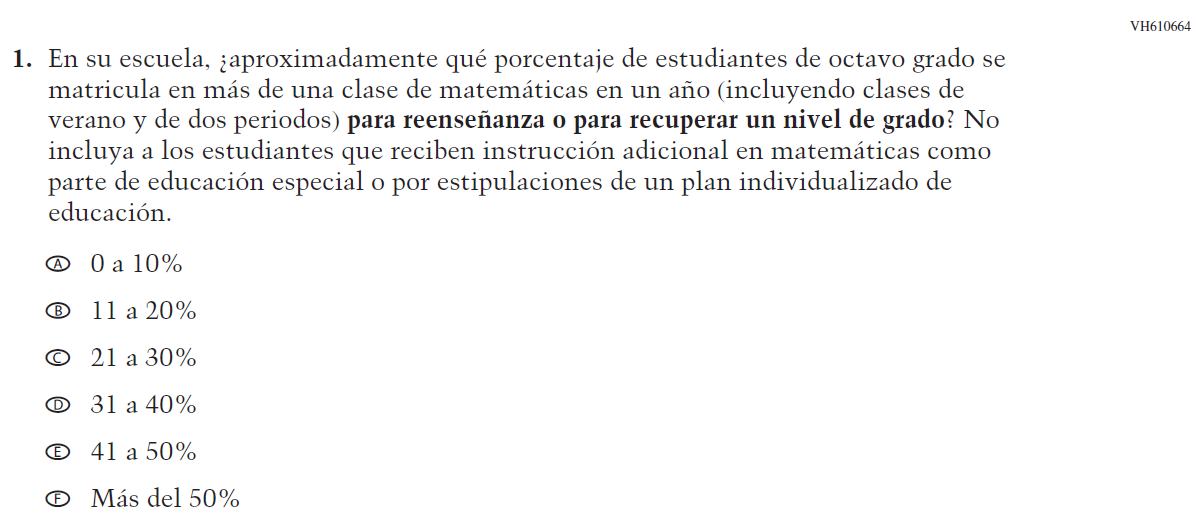 VH610664
1. En su escuela, ¿aproximadamente qué porcentaje de estudiantes de octavo grado se
matricula en más de una clase de matemáticas en un año (incluyendo clases de
verano y de dos periodos) para reenseñanza o para recuperar un nivel de grado? No
incluya a los estudiantes que reciben instrucción adicional en matemáticas como
parte de educación especial o por estipulaciones de un plan individualizado de
educación.
A 0 a 10%
B 11 a 20%
C 21 a 30%
D 31 a 40%
E 41 a 50%
F Más del 50%